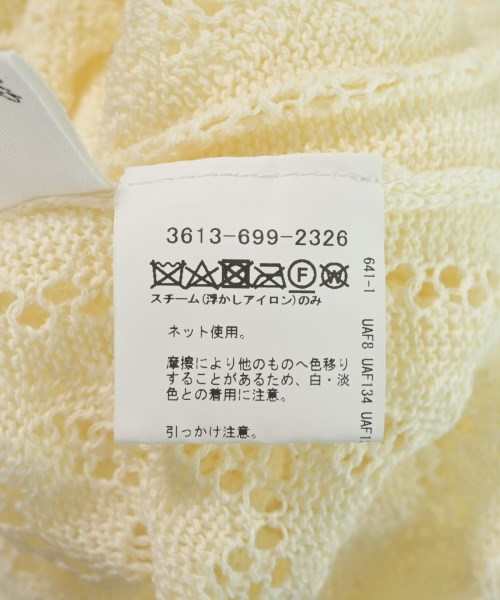 3613-699-2326
F W
スチーム(浮かしアイロン)のみ
ネット使用。
摩擦により他のものへ色移り
することがあるため、白・淡
色との着用に注意。
引っかけ注意。
641-1 UAF8 UAF134